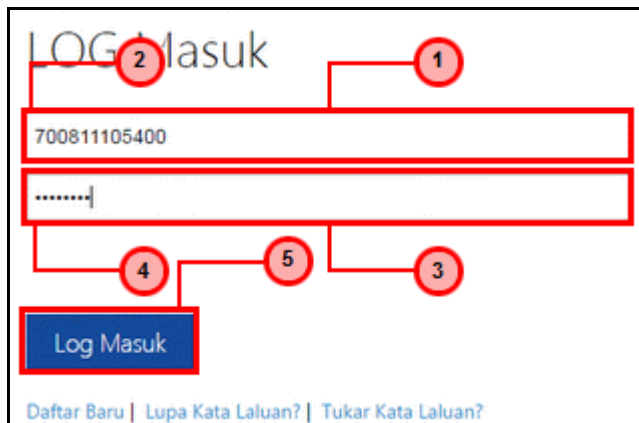 LOG Masuk
2
1
700811105400
••••••••
4
5
3
Log Masuk
Daftar Baru | Lupa Kata Laluan? | Tukar Kata Laluan?